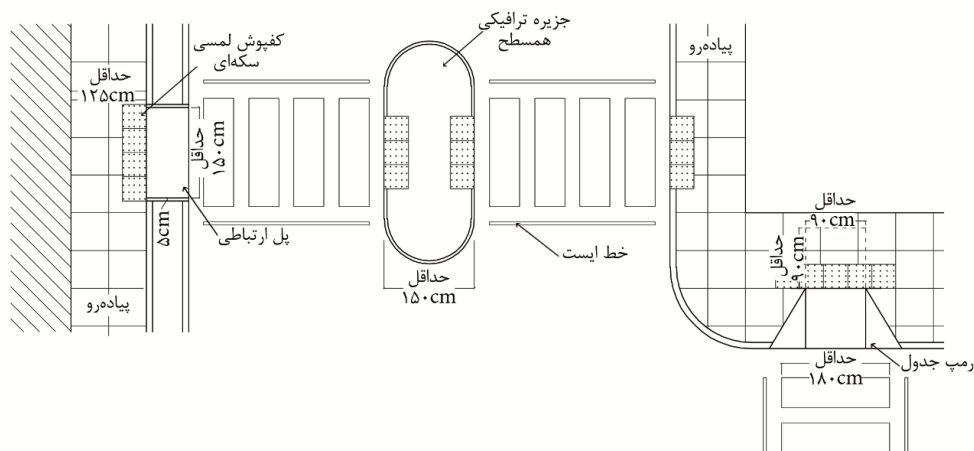 جزیره ترافیکی
همسطح
کفپوش لمسی
سکه‌ای
پیاده‌رو
حداقل
۱۲۵cm
حداقل
۱۵۰cm
۵cm
پل ارتباطی
خط ایست
حداقل
۱۵۰cm
پیاده‌رو
حداقل
۹۰cm
حداقل
۹۰cm
رمپ جدول
حداقل
۱۸۰cm